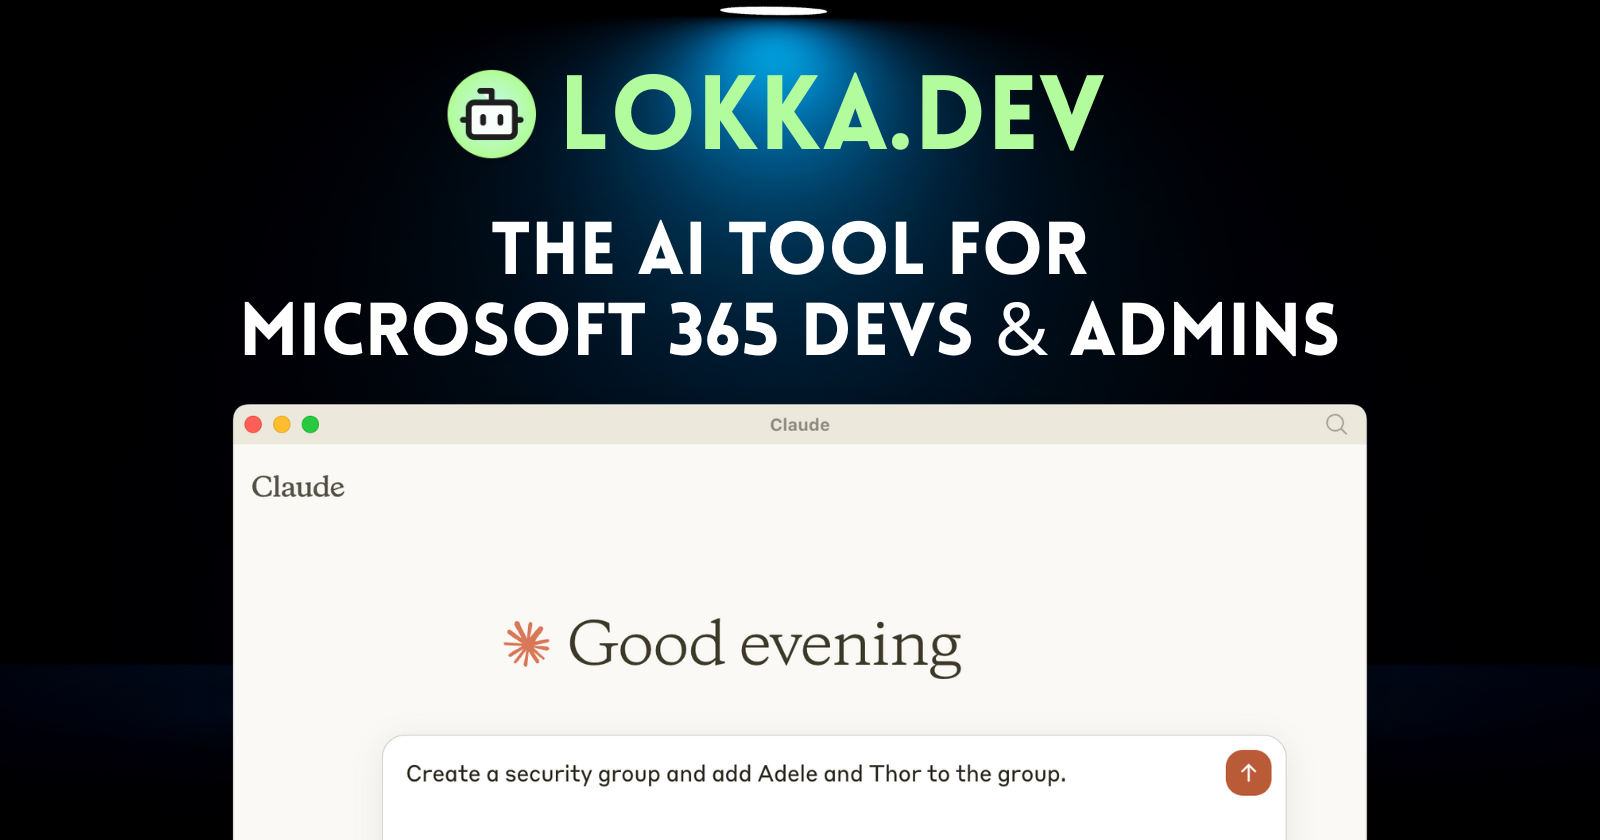 LOKKA.DEV
THE AI TOOL FOR
MICROSOFT 365 DEVS & ADMINS
Claude
Claude
Good evening
Create a security group and add Adele and Thor to the group.